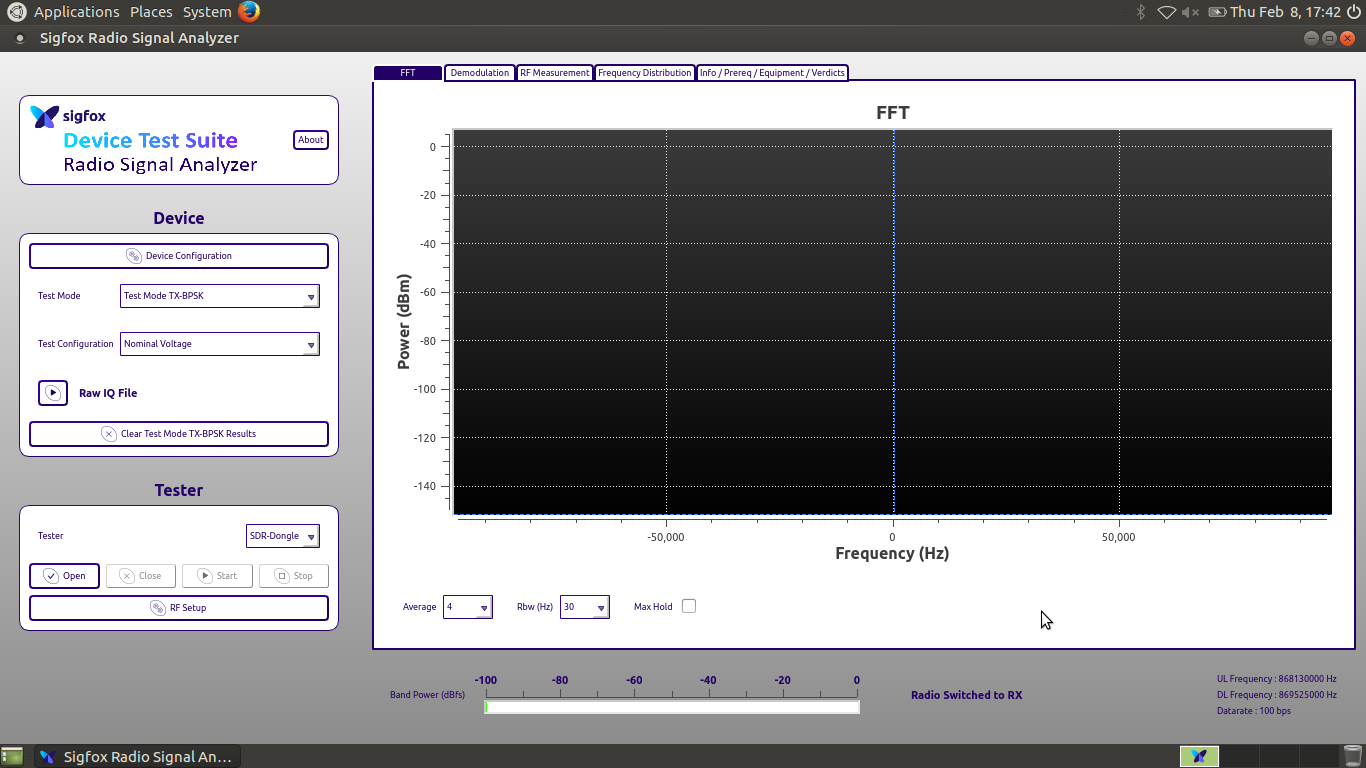 Applications Places System Thu Feb 8, 17:42
Sigfox Radio Signal Analyzer
sigfox
Device Test Suite
Radio Signal Analyzer
About
Device
Device Configuration
Test Mode Test Mode TX-BPSK
Test Configuration Nominal Voltage
Raw IQ File
Clear Test Mode TX-BPSK Results
Tester
Tester SDR-Dongle
Open Close Start Stop
RF Setup
FFT Demodulation RF Measurement Frequency Distribution Info / Prereq / Equipment / Verdicts
FFT
Power (dBm)
0
-20
-40
-60
-80
-100
-120
-140
-50,000 0 50,000
Frequency (Hz)
Average 4 Rbw (Hz) 30 Max Hold
-100 -80 -60 -40 -20 0
Band Power (dBfs)
Radio Switched to RX
UL Frequency : 868130000 Hz
DL Frequency : 869525000 Hz
Datarate : 100 bps
Sigfox Radio Signal An...